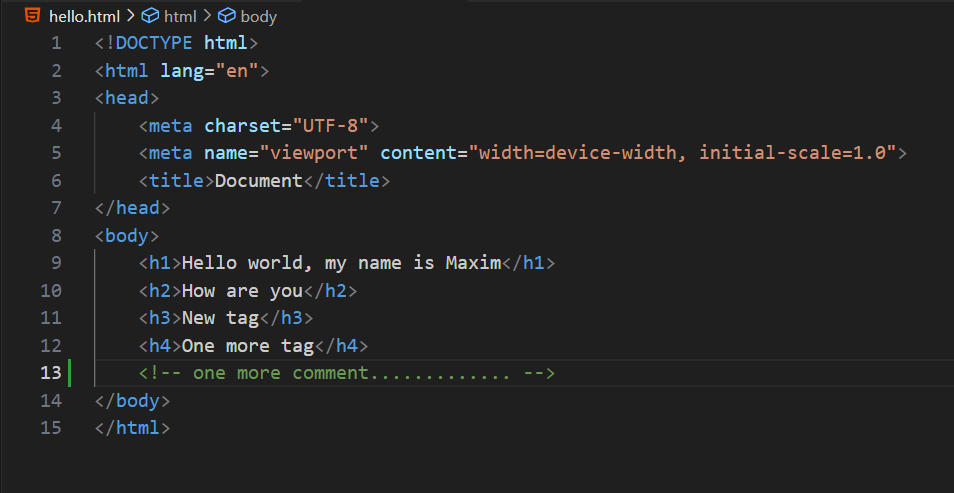 hello.html > html > body
1 <!DOCTYPE html>
2 <html lang="en">
3 <head>
4     <meta charset="UTF-8">
5     <meta name="viewport" content="width=device-width, initial-scale=1.0">
6     <title>Document</title>
7 </head>
8 <body>
9     <h1>Hello world, my name is Maxim</h1>
10     <h2>How are you</h2>
11     <h3>New tag</h3>
12     <h4>One more tag</h4>
13     <!-- one more comment............. -->
14 </body>
15 </html>